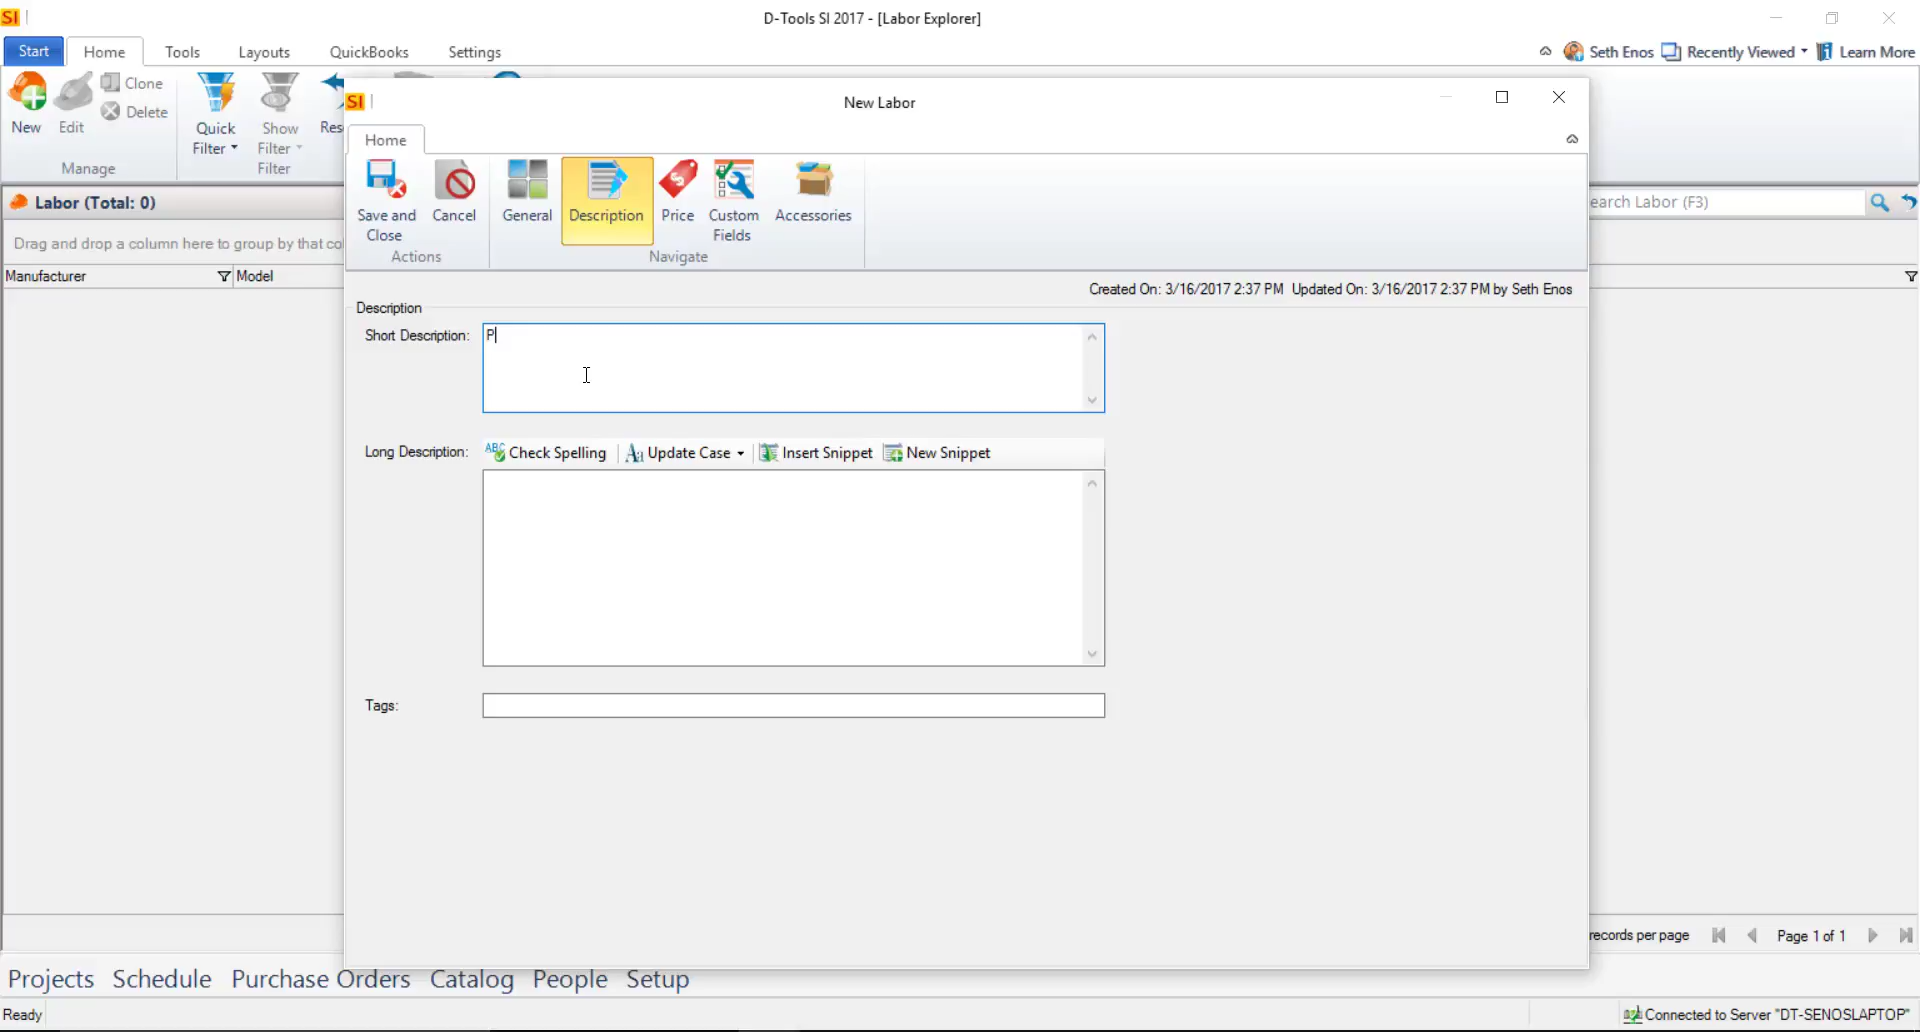 SI
D-Tools SI 2017 - [Labor Explorer]
Start Home Tools Layouts QuickBooks Settings
Seth Enos Recently Viewed Learn More
New Edit Clone
Delete
Manage
Quick
Filter
Show
Filter
Filter
SI
New Labor
Home
Save and
Close
Cancel
Actions
General Description Price Custom
Fields
Accessories
Navigate
Labor (Total: 0)
Search Labor (F3)
Drag and drop a column here to group by that
Manufacturer Model
Created On: 3/16/2017 2:37 PM Updated On: 3/16/2017 2:37 PM by Seth Enos
Description
Short Description: P
Long Description: ABC Check Spelling Aa Update Case Insert Snippet New Snippet
Tags:
records per page Page 1 of 1
Projects Schedule Purchase Orders Catalog People Setup
Ready
Connected to Server "DT-SENOSLAPTOP"